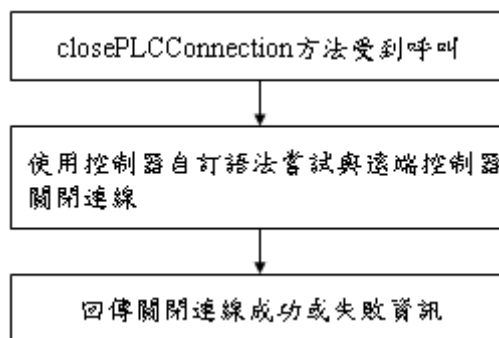 closePLCConnection方法受到呼叫
使用控制器自訂語法嘗試與遠端控制器
關閉連線
回傳關閉連線成功或失敗資訊